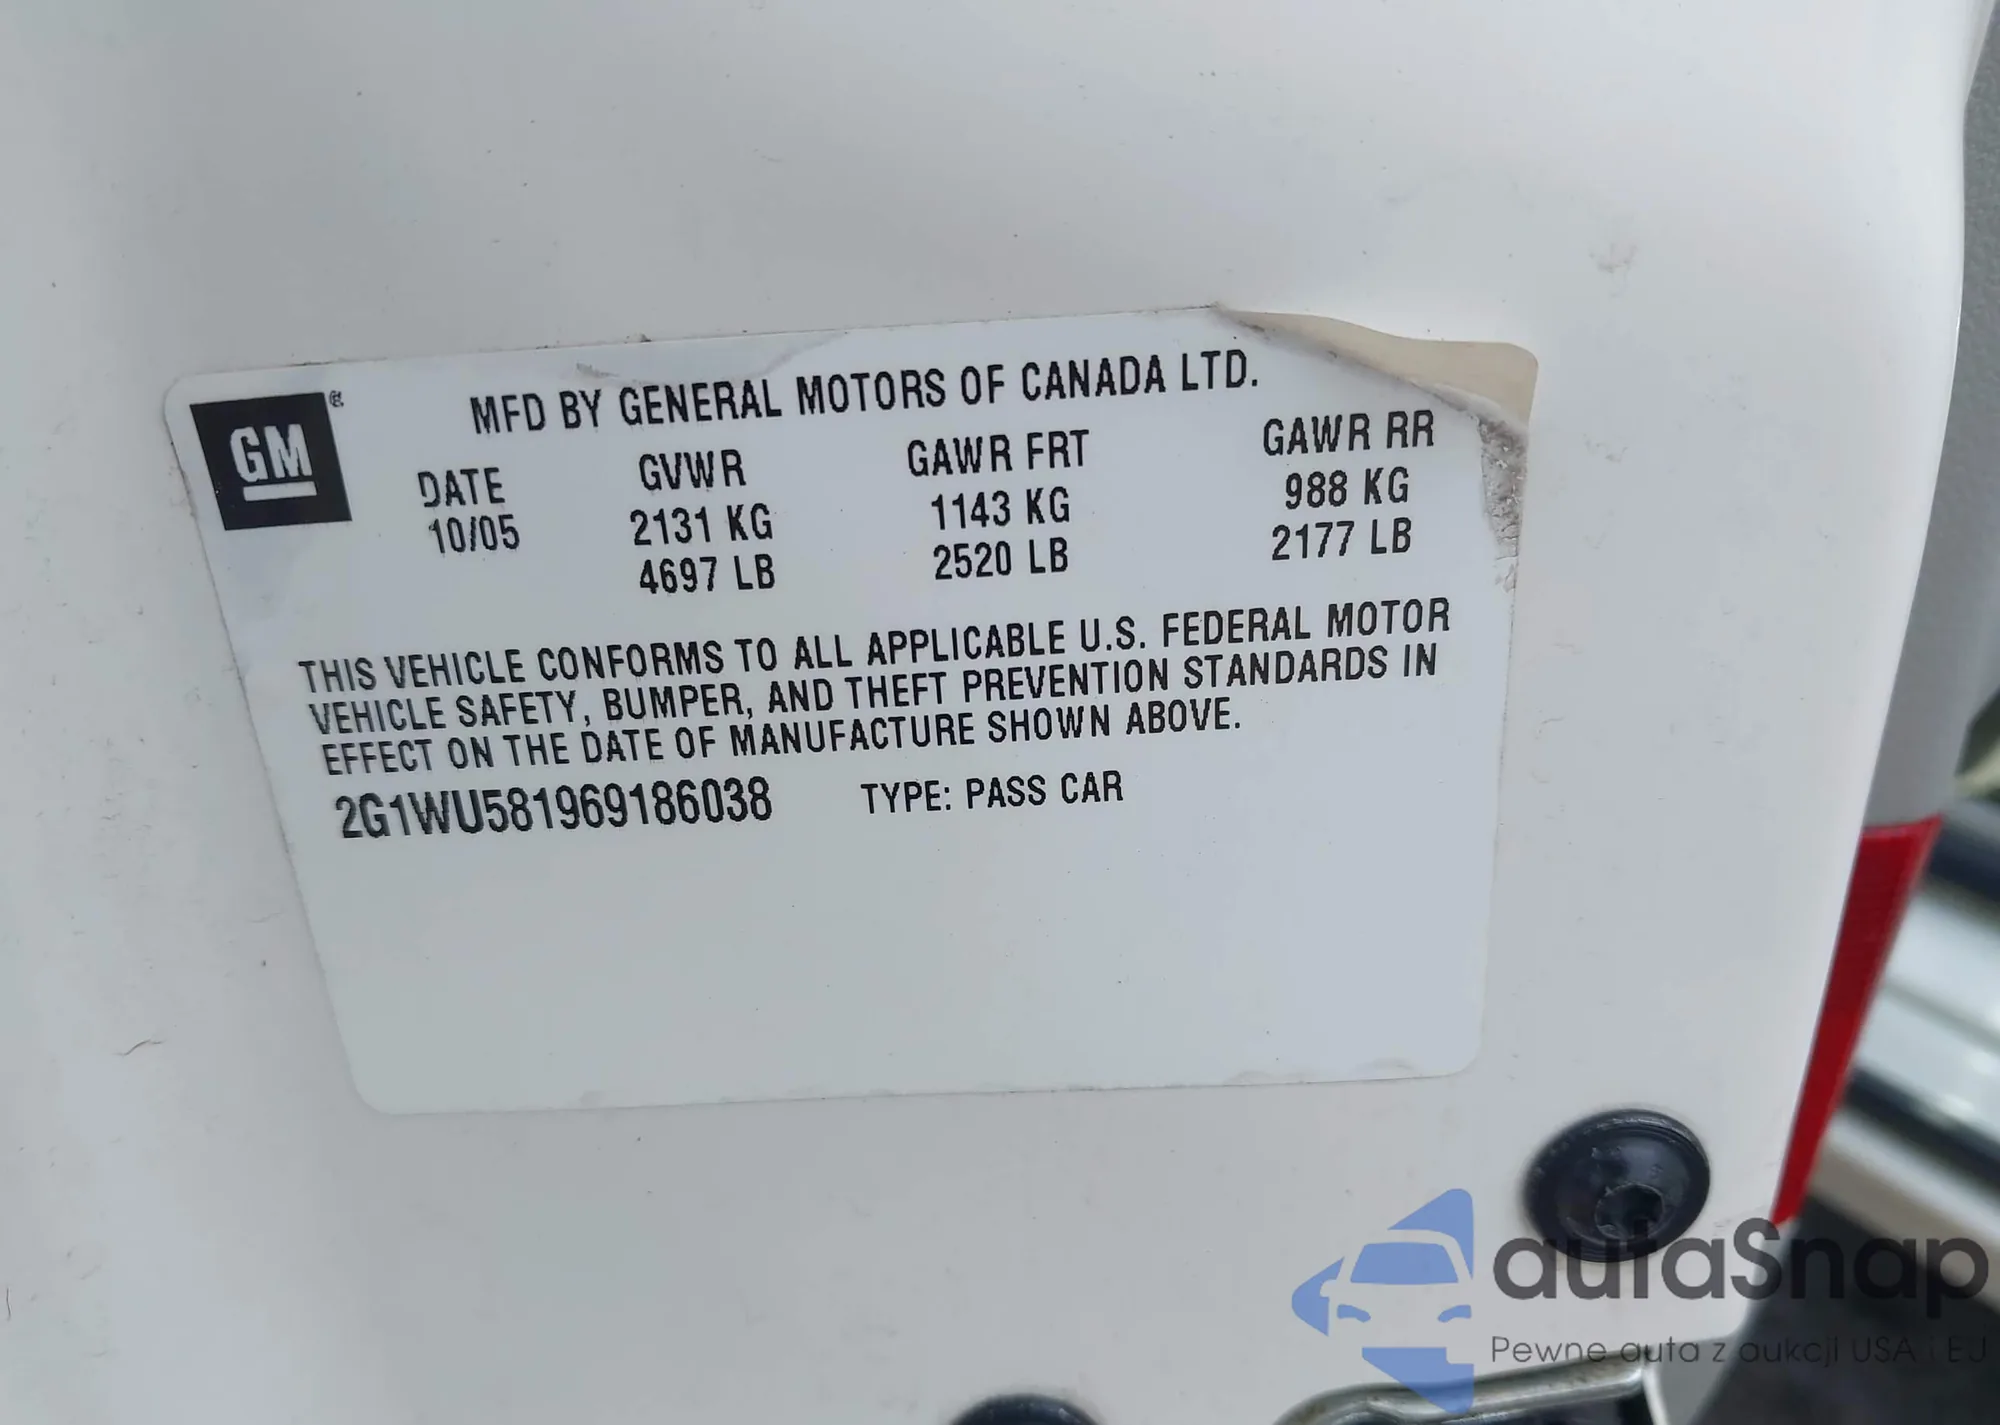 GM ®
MFD BY GENERAL MOTORS OF CANADA LTD.
DATE GVWR GAWR FRT GAWR RR
10/05 2131 KG 1143 KG 988 KG
4697 LB 2520 LB 2177 LB
THIS VEHICLE CONFORMS TO ALL APPLICABLE U.S. FEDERAL MOTOR
VEHICLE SAFETY, BUMPER, AND THEFT PREVENTION STANDARDS IN
EFFECT ON THE DATE OF MANUFACTURE SHOWN ABOVE.
2G1WU581969186038 TYPE: PASS CAR
autaSnap
Pewne auta z aukcji USA i EU